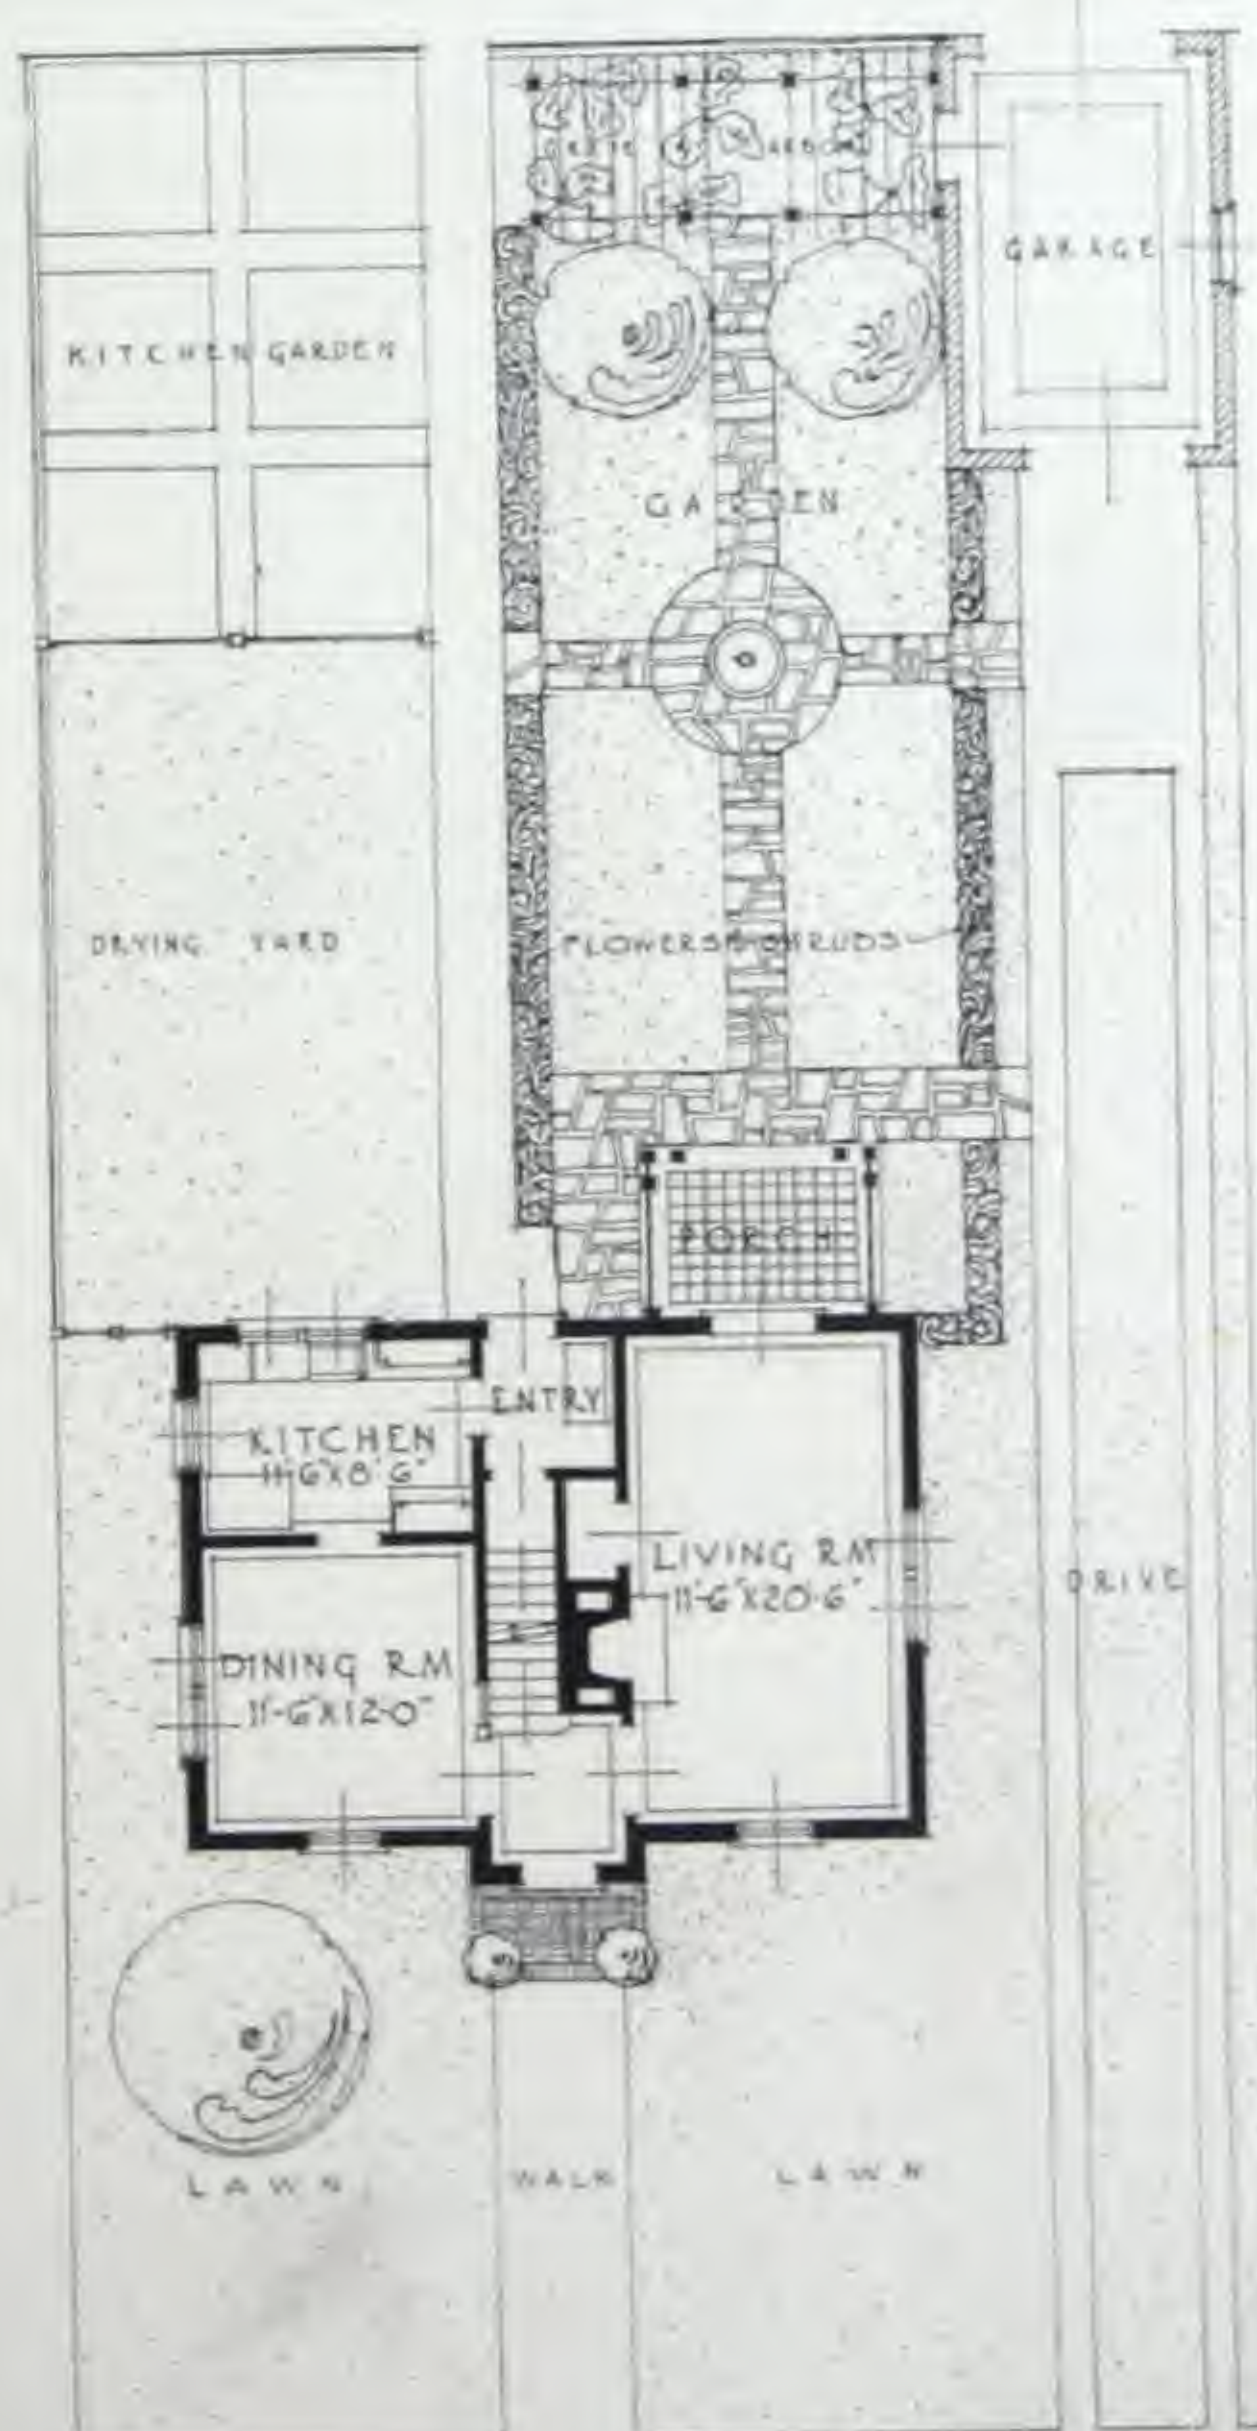 ARBOR
GARAGE
KITCHEN GARDEN
GARDEN
DRYING YARD
FLOWERS & SHRUBS
PORCH
ENTRY
KITCHEN
11'-6"X8'-6"
LIVING RM
11'-6"X20'-6"
DRIVE
DINING RM
11'-6"X12'-0"
LAWN
WALK
LAWN